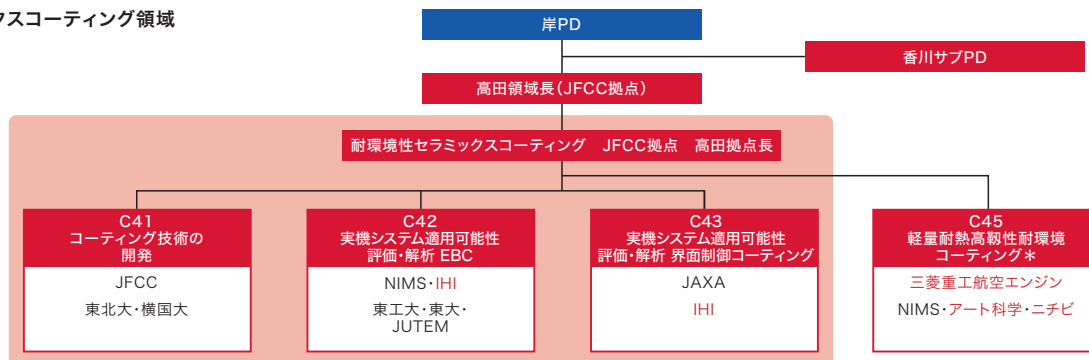 クスコーティング領域
岸PD
香川サブPD
高田領域長(JFCC拠点)
耐環境性セラミックスコーティング JFCC拠点 高田拠点長
C41
コーティング技術の
開発
JFCC
東北大・横国大
C42
実機システム適用可能性
評価・解析 EBC
NIMS・IHI
東工大・東大・
JUTEM
C43
実機システム適用可能性
評価・解析 界面制御コーティング
JAXA
IHI
C45
軽量耐熱高靱性耐環境
コーティング＊
三菱重工航空エンジン
NIMS・アート科学・ニチビ